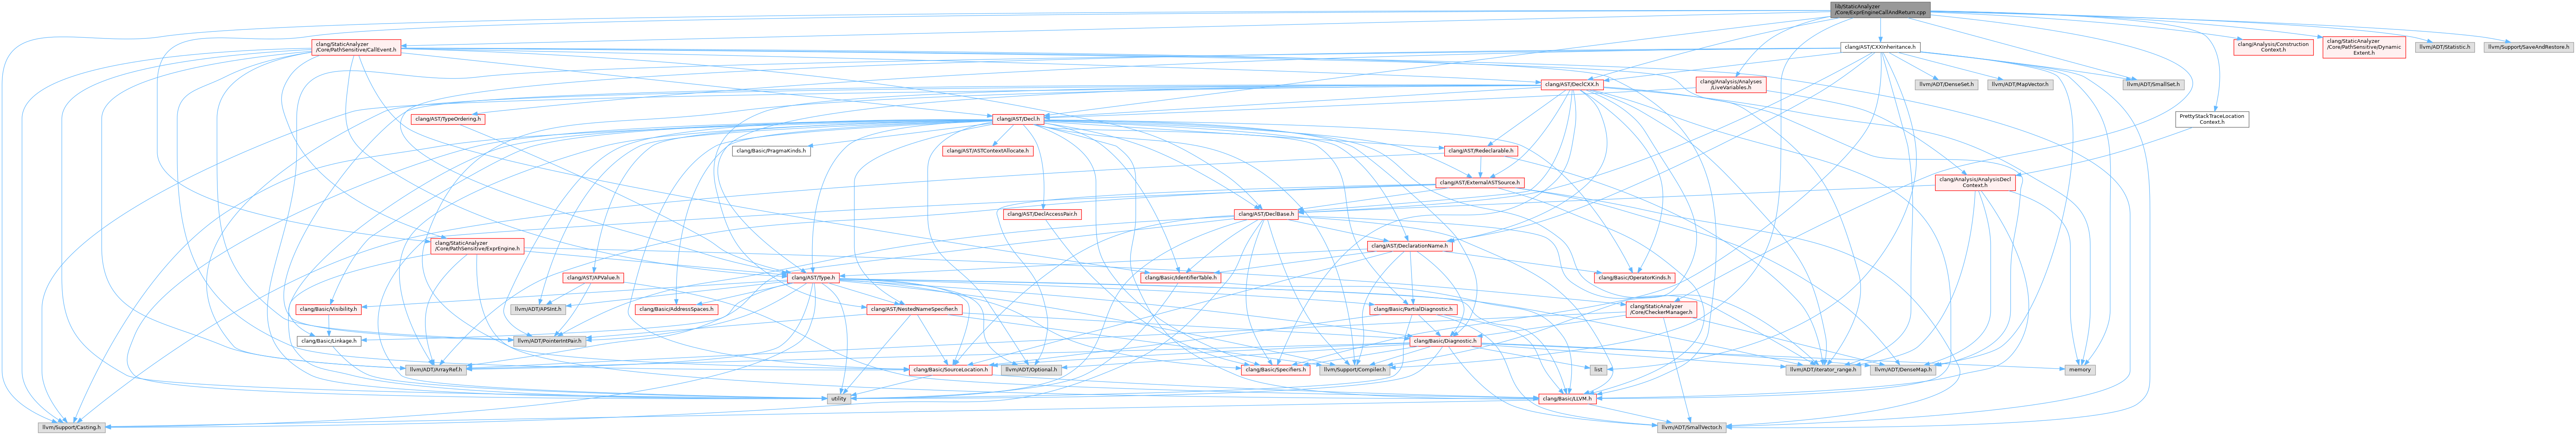 lib/StaticAnalyzer
/Core/ExprEngineCallAndReturn.cpp
clang/StaticAnalyzer
/Core/PathSensitive/CallEvent.h
clang/AST/CXXInheritance.h
clang/Analysis/Construction
Context.h
clang/StaticAnalyzer
/Core/PathSensitive/Dynamic
Extent.h
llvm/ADT/Statistic.h
llvm/Support/SaveAndRestore.h
clang/AST/DeclCXX.h
clang/Analysis/Analyses
/LiveVariables.h
llvm/ADT/DenseSet.h
llvm/ADT/MapVector.h
llvm/ADT/SmallSet.h
clang/AST/TypeOrdering.h
clang/AST/Decl.h
PrettyStackTraceLocation
Context.h
clang/Basic/PragmaKinds.h
clang/AST/ASTContextAllocate.h
clang/AST/Redeclarable.h
clang/AST/ExternalASTSource.h
clang/Analysis/AnalysisDecl
Context.h
clang/AST/DeclAccessPair.h
clang/AST/DeclBase.h
clang/StaticAnalyzer
/Core/PathSensitive/ExprEngine.h
clang/AST/DeclarationName.h
clang/AST/APValue.h
clang/AST/Type.h
clang/Basic/IdentifierTable.h
clang/Basic/OperatorKinds.h
clang/Basic/Visibility.h
llvm/ADT/APSInt.h
clang/Basic/AddressSpaces.h
clang/AST/NestedNameSpecifier.h
clang/Basic/PartialDiagnostic.h
clang/StaticAnalyzer
/Core/CheckerManager.h
clang/Basic/Linkage.h
llvm/ADT/PointerIntPair.h
clang/Basic/Diagnostic.h
llvm/ADT/ArrayRef.h
clang/Basic/SourceLocation.h
llvm/ADT/Optional.h
clang/Basic/Specifiers.h
llvm/Support/Compiler.h
list
llvm/ADT/iterator_range.h
llvm/ADT/DenseMap.h
memory
utility
clang/Basic/LLVM.h
llvm/Support/Casting.h
llvm/ADT/SmallVector.h